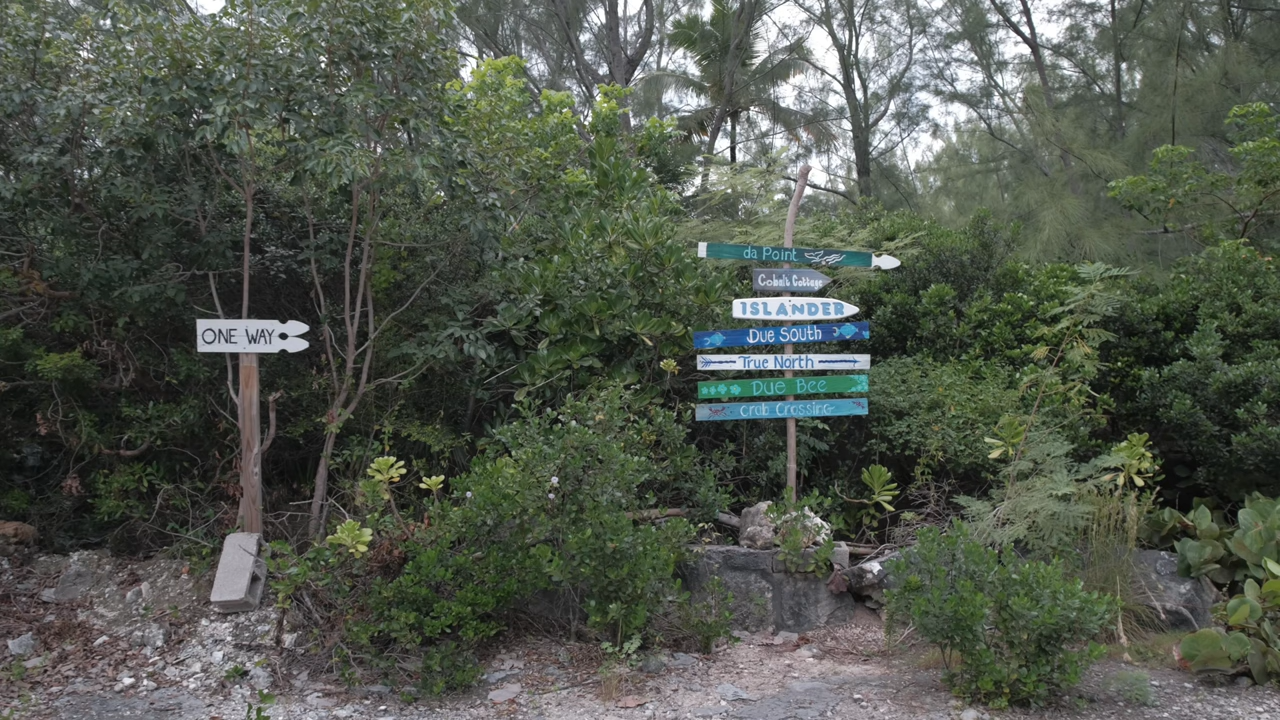 ONE WAY
da Point
Cobalt Cottage
ISLANDER
Due South
True North
Due Bee
Crab Crossing